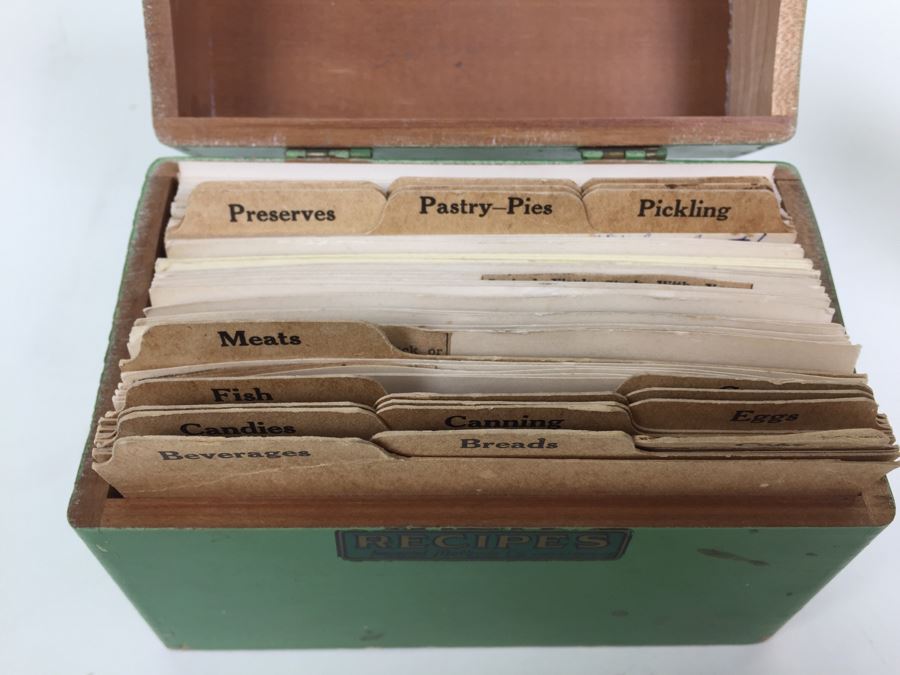 Preserves
Pastry–Pies
Pickling
Meats
Fish
Candies
Canning
Eggs
Beverages
Breads
RECIPES